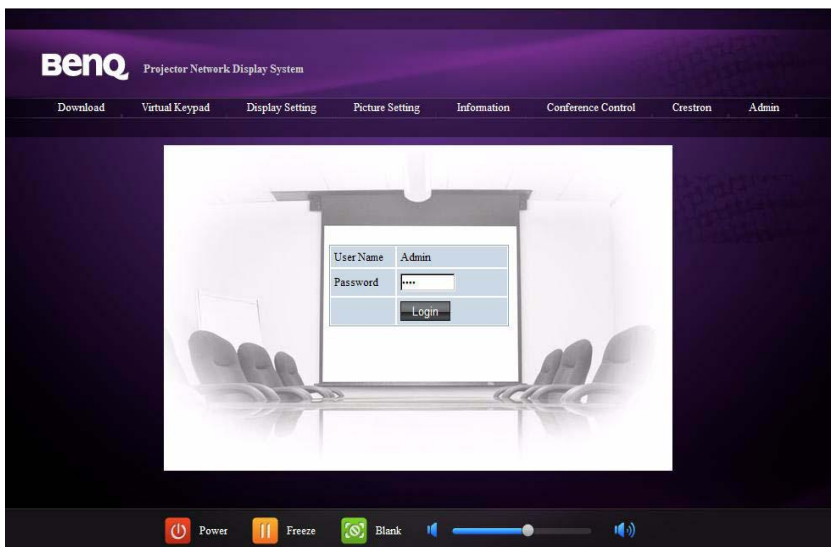 BenQ Projector Network Display System
Download Virtual Keypad Display Setting Picture Setting Information Conference Control Crestron Admin
User Name Admin
Password ••••
Login
Power Freeze Blank